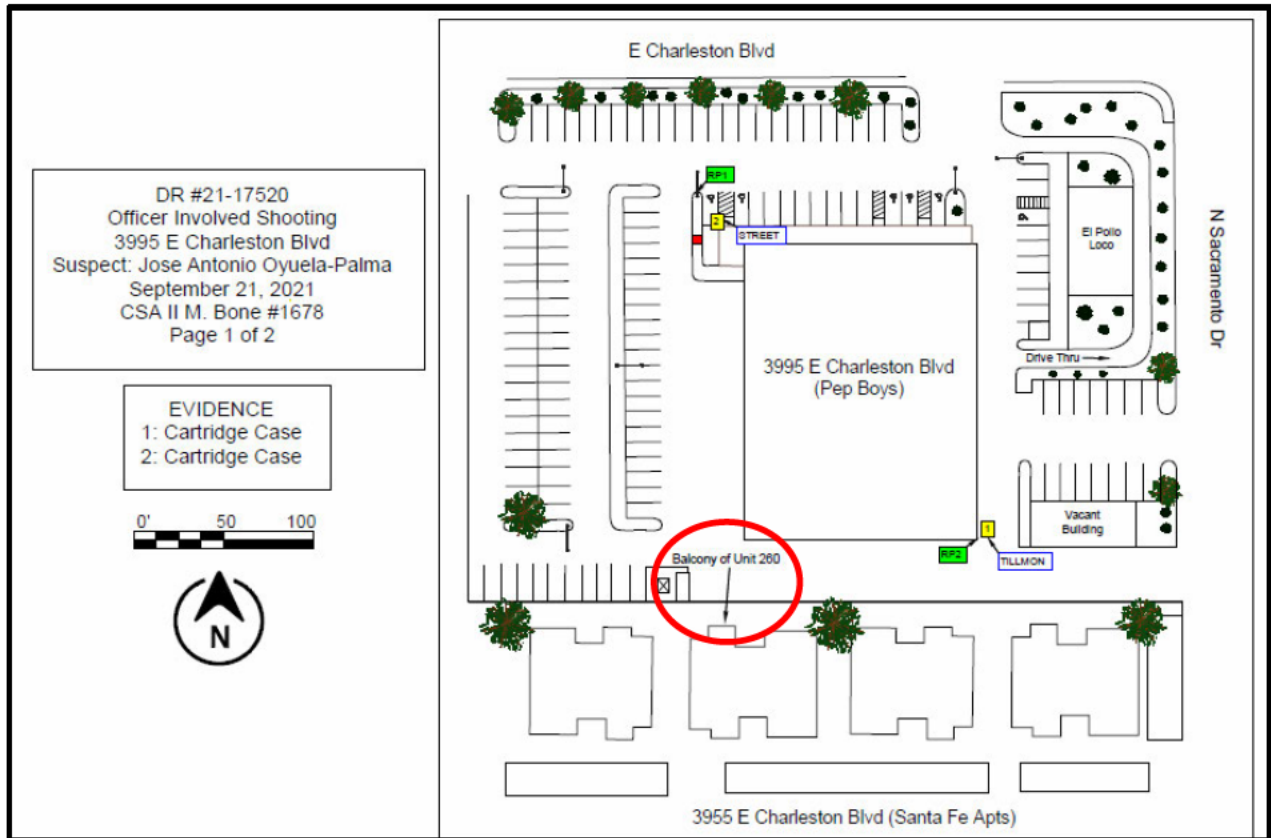 DR #21-17520
Officer Involved Shooting
3995 E Charleston Blvd
Suspect: Jose Antonio Oyuela-Palma
September 21, 2021
CSA II M. Bone #1678
Page 1 of 2
EVIDENCE
1: Cartridge Case
2: Cartridge Case
0' 50 100
N
E Charleston Blvd
RP1
2
STREET
El Pollo
Loco
N Sacramento Dr
Drive Thru
3995 E Charleston Blvd
(Pep Boys)
Vacant
Building
1
RP2
TILLMON
Balcony of Unit 260
3955 E Charleston Blvd (Santa Fe Apts)